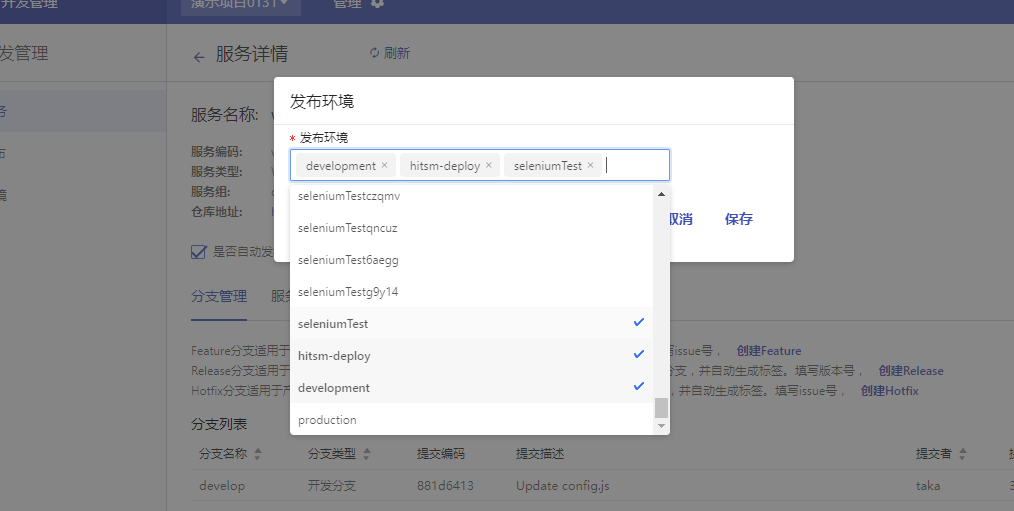 开发管理
演示项目0131
管理
发管理
服务详情
刷新
发布环境
服务名称:
* 发布环境
服务编码:
服务类型:
服务组:
仓库地址:
development ×
hitsm-deploy ×
seleniumTest ×
seleniumTestczqmv
seleniumTestqncuz
seleniumTest6aegg
seleniumTestg9y14
seleniumTest
hitsm-deploy
development
production
取消
保存
是否自动发
分支管理
服
Feature分支适用于
写issue号， 创建Feature
Release分支适用于
分支，并自动生成标签。填写版本号， 创建Release
Hotfix分支适用于
，并自动生成标签。填写issue号， 创建Hotfix
分支列表
分支名称
分支类型
提交编码
提交描述
提交者
develop
开发分支
881d6413
Update config.js
taka